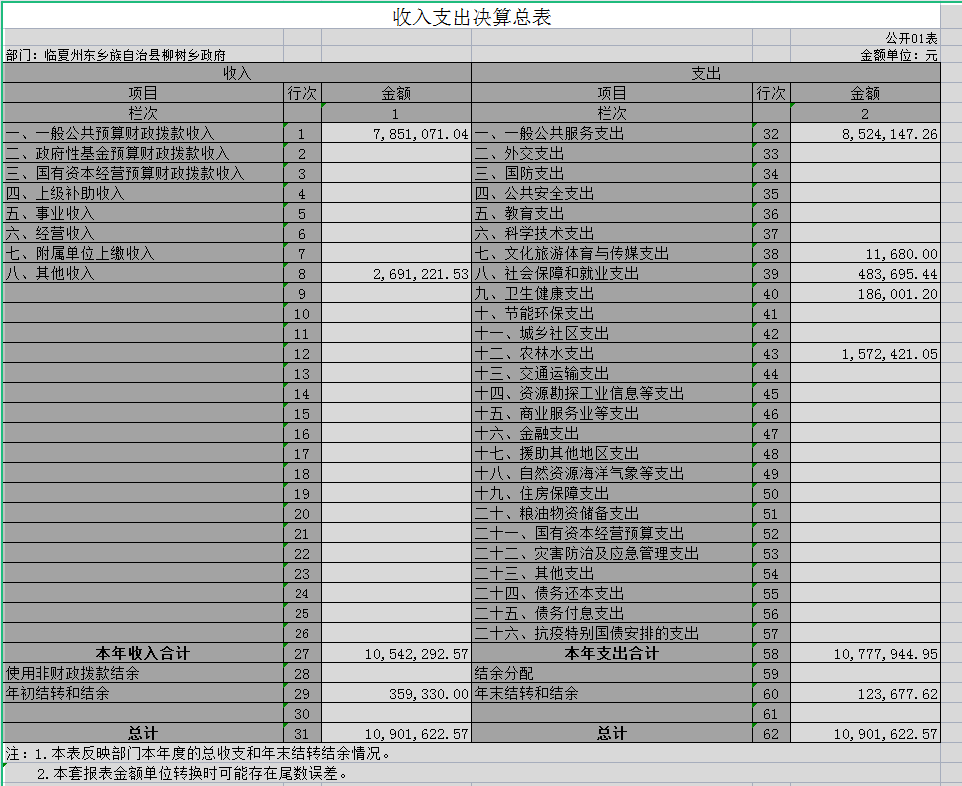 收入支出决算总表
公开01表
部门：临夏州东乡族自治县柳树乡政府 金额单位：元
收入 支出
项目 行次 金额 项目 行次 金额
栏次 1 栏次 2
一、一般公共预算财政拨款收入 1 7,851,071.04 一、一般公共服务支出 32 8,524,147.26
二、政府性基金预算财政拨款收入 2 二、外交支出 33
三、国有资本经营预算财政拨款收入 3 三、国防支出 34
四、上级补助收入 4 四、公共安全支出 35
五、事业收入 5 五、教育支出 36
六、经营收入 6 六、科学技术支出 37
七、附属单位上缴收入 7 七、文化旅游体育与传媒支出 38 11,680.00
八、其他收入 8 2,691,221.53 八、社会保障和就业支出 39 483,695.44
9 九、卫生健康支出 40 186,001.20
10 十、节能环保支出 41
11 十一、城乡社区支出 42
12 十二、农林水支出 43 1,572,421.05
13 十三、交通运输支出 44
14 十四、资源勘探工业信息等支出 45
15 十五、商业服务业等支出 46
16 十六、金融支出 47
17 十七、援助其他地区支出 48
18 十八、自然资源海洋气象等支出 49
19 十九、住房保障支出 50
20 二十、粮油物资储备支出 51
21 二十一、国有资本经营预算支出 52
22 二十二、灾害防治及应急管理支出 53
23 二十三、其他支出 54
24 二十四、债务还本支出 55
25 二十五、债务付息支出 56
26 二十六、抗疫特别国债安排的支出 57
本年收入合计 27 10,542,292.57 本年支出合计 58 10,777,944.95
使用非财政拨款结余 28 结余分配 59
年初结转和结余 29 359,330.00 年末结转和结余 60 123,677.62
30 61
总计 31 10,901,622.57 总计 62 10,901,622.57
注：1.本表反映部门本年度的总收支和年末结转结余情况。
2.本套报表金额单位转换时可能存在尾数误差。